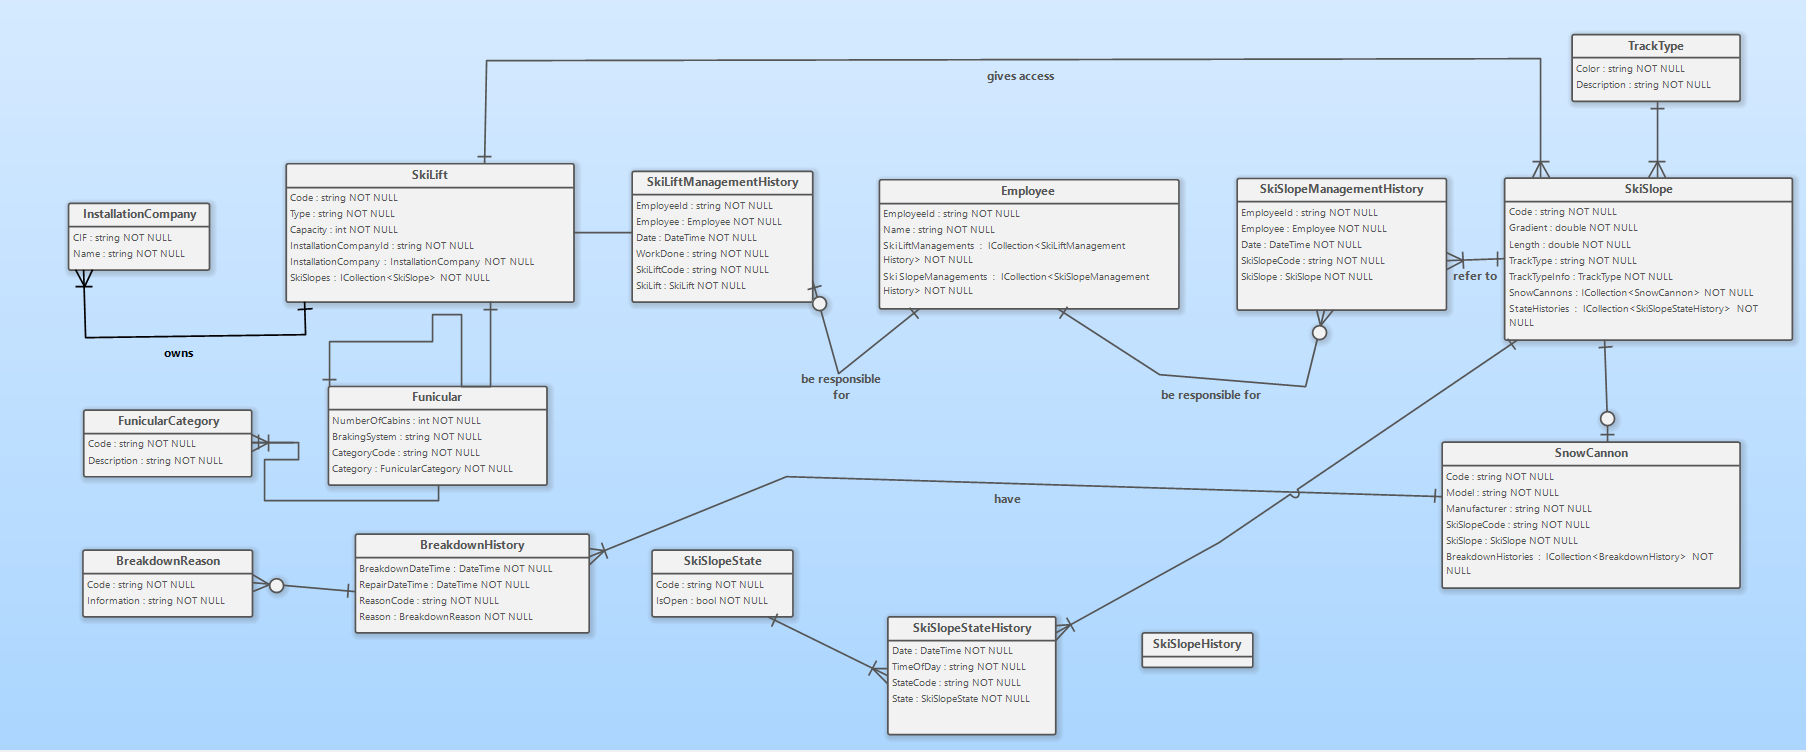 gives access
TrackType
Color : string NOT NULL
Description : string NOT NULL
SkiLift
Code : string NOT NULL
Type : string NOT NULL
Capacity : int NOT NULL
InstallationCompanyId : string NOT NULL
InstallationCompany : InstallationCompany NOT NULL
SkiSlopes : ICollection<SkiSlope> NOT NULL
SkiLiftManagementHistory
EmployeeId : string NOT NULL
Employee : Employee NOT NULL
Date : DateTime NOT NULL
WorkDone : string NOT NULL
SkiLiftCode : string NOT NULL
SkiLift : SkiLift NOT NULL
Employee
EmployeeId : string NOT NULL
Name : string NOT NULL
SkiLiftManagements : ICollection<SkiLiftManagement
History> NOT NULL
SkiSlopeManagements : ICollection<SkiSlopeManagement
History> NOT NULL
SkiSlopeManagementHistory
EmployeeId : string NOT NULL
Employee : Employee NOT NULL
Date : DateTime NOT NULL
SkiSlopeCode : string NOT NULL
SkiSlope : SkiSlope NOT NULL
refer to
SkiSlope
Code : string NOT NULL
Gradient : double NOT NULL
Length : double NOT NULL
TrackType : string NOT NULL
TrackTypeInfo : TrackType NOT NULL
SnowCannons : ICollection<SnowCannon> NOT NULL
StateHistories : ICollection<SkiSlopeStateHistory> NOT
NULL
InstallationCompany
CIF : string NOT NULL
Name : string NOT NULL
owns
be responsible
for
be responsible for
Funicular
NumberOfCabins : int NOT NULL
BrakingSystem : string NOT NULL
CategoryCode : string NOT NULL
Category : FunicularCategory NOT NULL
FunicularCategory
Code : string NOT NULL
Description : string NOT NULL
have
SnowCannon
Code : string NOT NULL
Model : string NOT NULL
Manufacturer : string NOT NULL
SkiSlopeCode : string NOT NULL
SkiSlope : SkiSlope NOT NULL
BreakdownHistories : ICollection<BreakdownHistory> NOT
NULL
BreakdownReason
Code : string NOT NULL
Information : string NOT NULL
BreakdownHistory
BreakdownDateTime : DateTime NOT NULL
RepairDateTime : DateTime NOT NULL
ReasonCode : string NOT NULL
Reason : BreakdownReason NOT NULL
SkiSlopeState
Code : string NOT NULL
IsOpen : bool NOT NULL
SkiSlopeStateHistory
Date : DateTime NOT NULL
TimeOfDay : string NOT NULL
StateCode : string NOT NULL
State : SkiSlopeState NOT NULL
SkiSlopeHistory